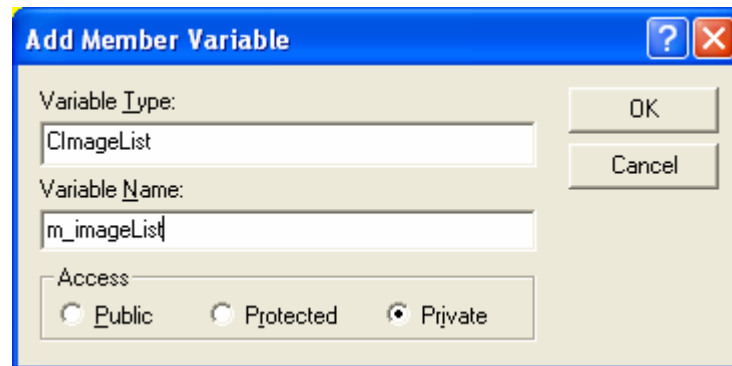 Add Member Variable
?
Variable Type:
CImageList
OK
Cancel
Variable Name:
m_imageList
Access
Public Protected Private